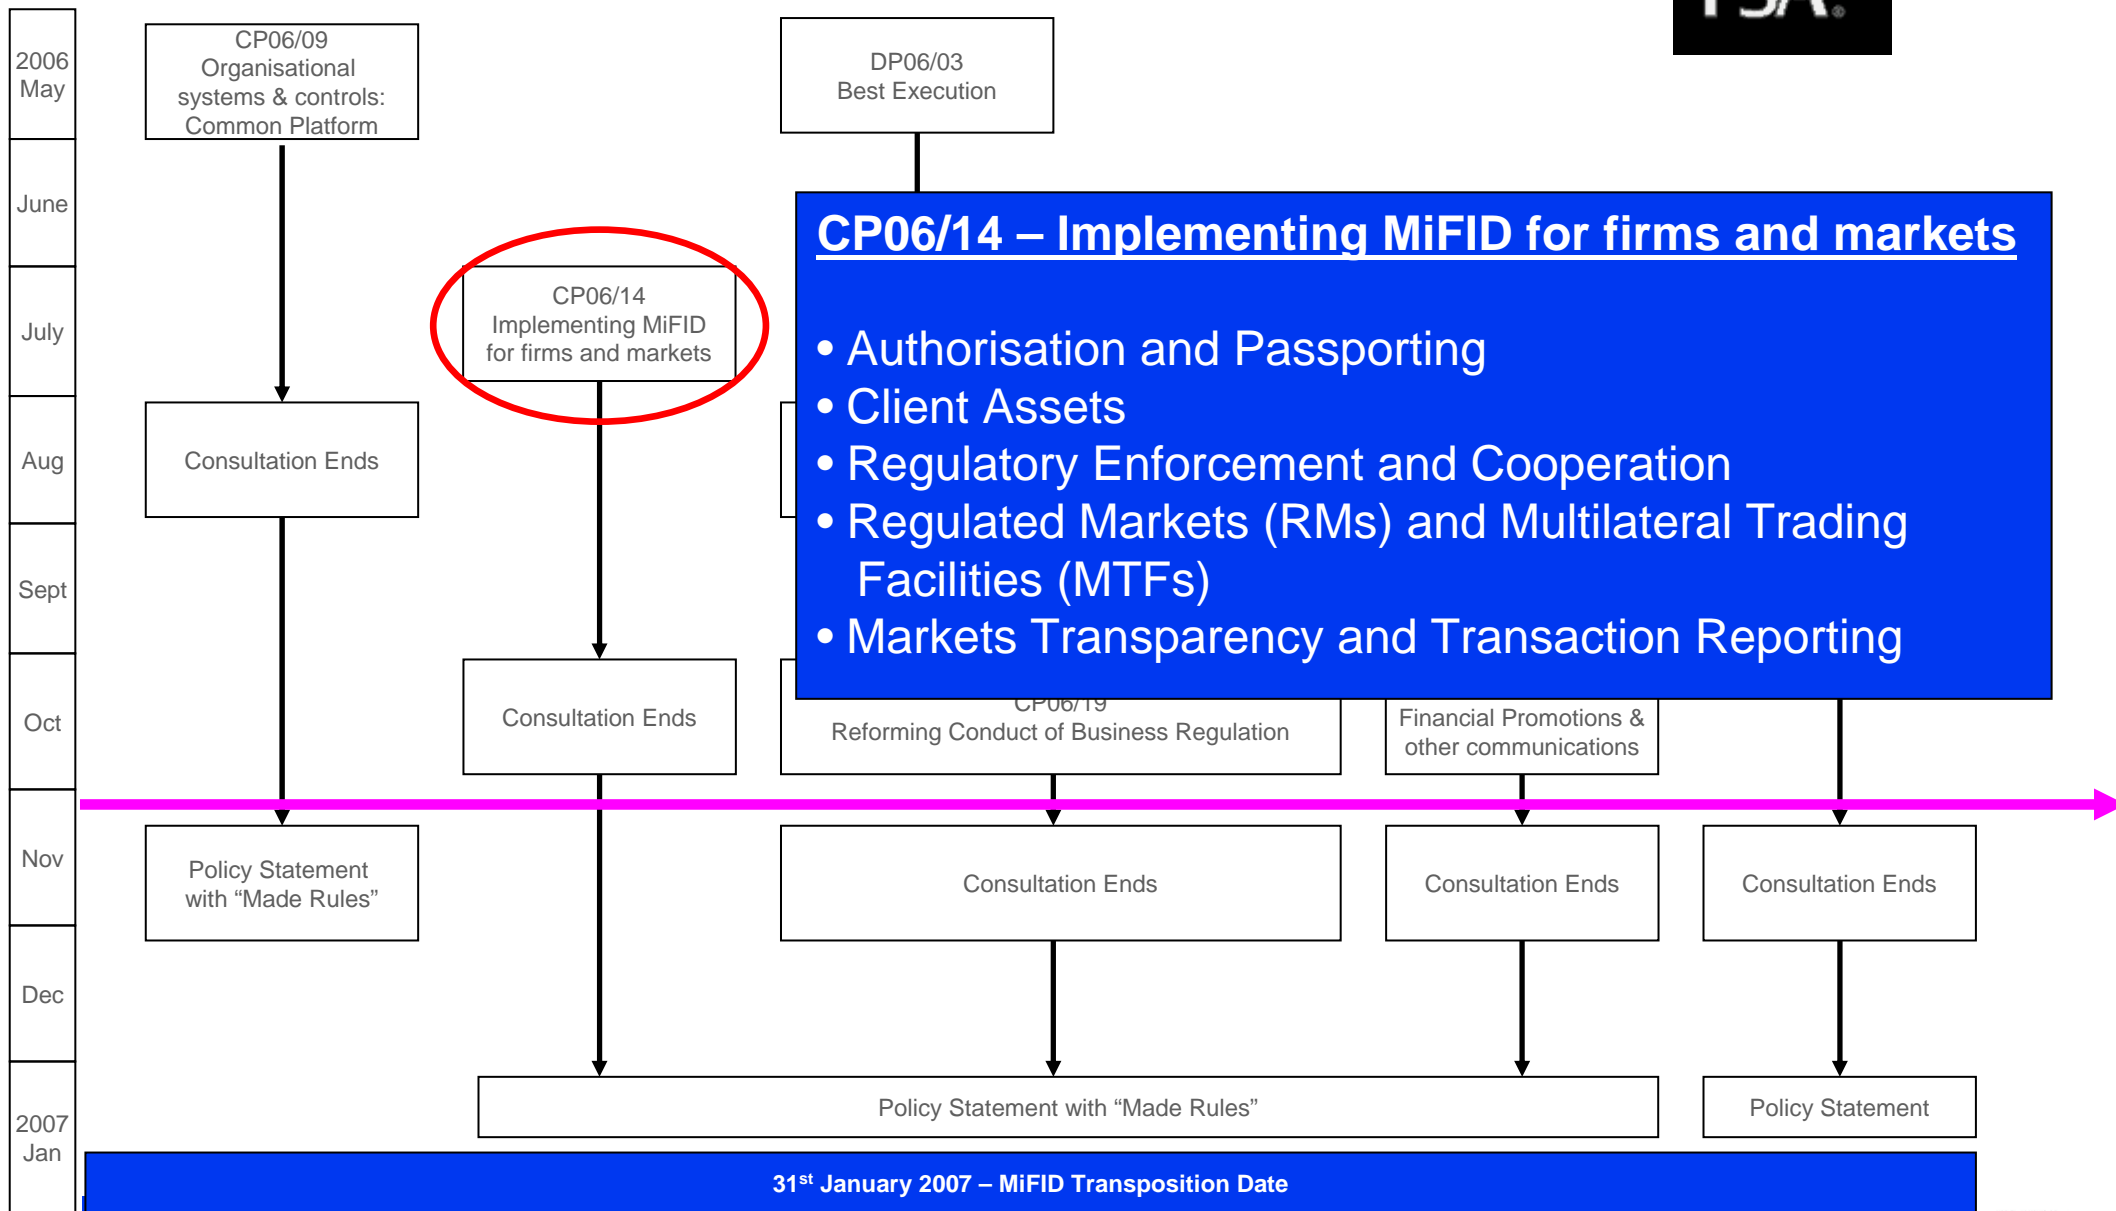 FSA®
2006
May
June
July
Aug
Sept
Oct
Nov
Dec
2007
Jan
CP06/09
Organisational
systems & controls:
Common Platform
DP06/03
Best Execution
CP06/14
Implementing MiFID
for firms and markets
CP06/14 – Implementing MiFID for firms and markets
• Authorisation and Passporting
• Client Assets
• Regulatory Enforcement and Cooperation
• Regulated Markets (RMs) and Multilateral Trading
Facilities (MTFs)
• Markets Transparency and Transaction Reporting
Consultation Ends
Consultation Ends
CP06/19
Reforming Conduct of Business Regulation
Financial Promotions &
other communications
Policy Statement
with “Made Rules”
Consultation Ends
Consultation Ends
Consultation Ends
Policy Statement with “Made Rules”
Policy Statement
31st January 2007 – MiFID Transposition Date